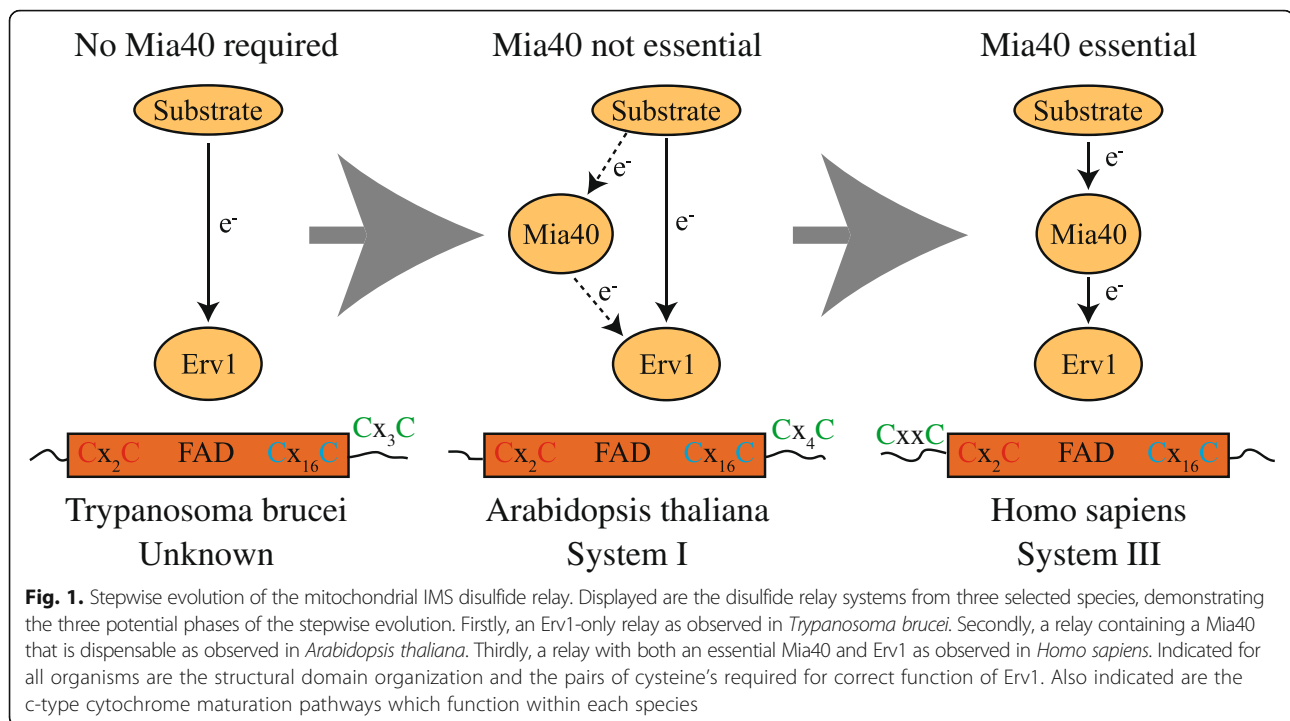 No Mia40 required
Mia40 not essential
Mia40 essential
Substrate
Substrate
Substrate
e-
e-
e-
Mia40
Mia40
e-
e-
e-
Erv1
Erv1
Erv1
Cx3C
Cx4C
CxxC
Cx2C FAD Cx16C
Cx2C FAD Cx16C
Cx2C FAD Cx16C
Trypanosoma brucei
Arabidopsis thaliana
Homo sapiens
Unknown
System I
System III
Fig. 1. Stepwise evolution of the mitochondrial IMS disulfide relay. Displayed are the disulfide relay systems from three selected species, demonstrating
the three potential phases of the stepwise evolution. Firstly, an Erv1-only relay as observed in Trypanosoma brucei. Secondly, a relay containing a Mia40
that is dispensable as observed in Arabidopsis thaliana. Thirdly, a relay with both an essential Mia40 and Erv1 as observed in Homo sapiens. Indicated for
all organisms are the structural domain organization and the pairs of cysteine's required for correct function of Erv1. Also indicated are the
c-type cytochrome maturation pathways which function within each species